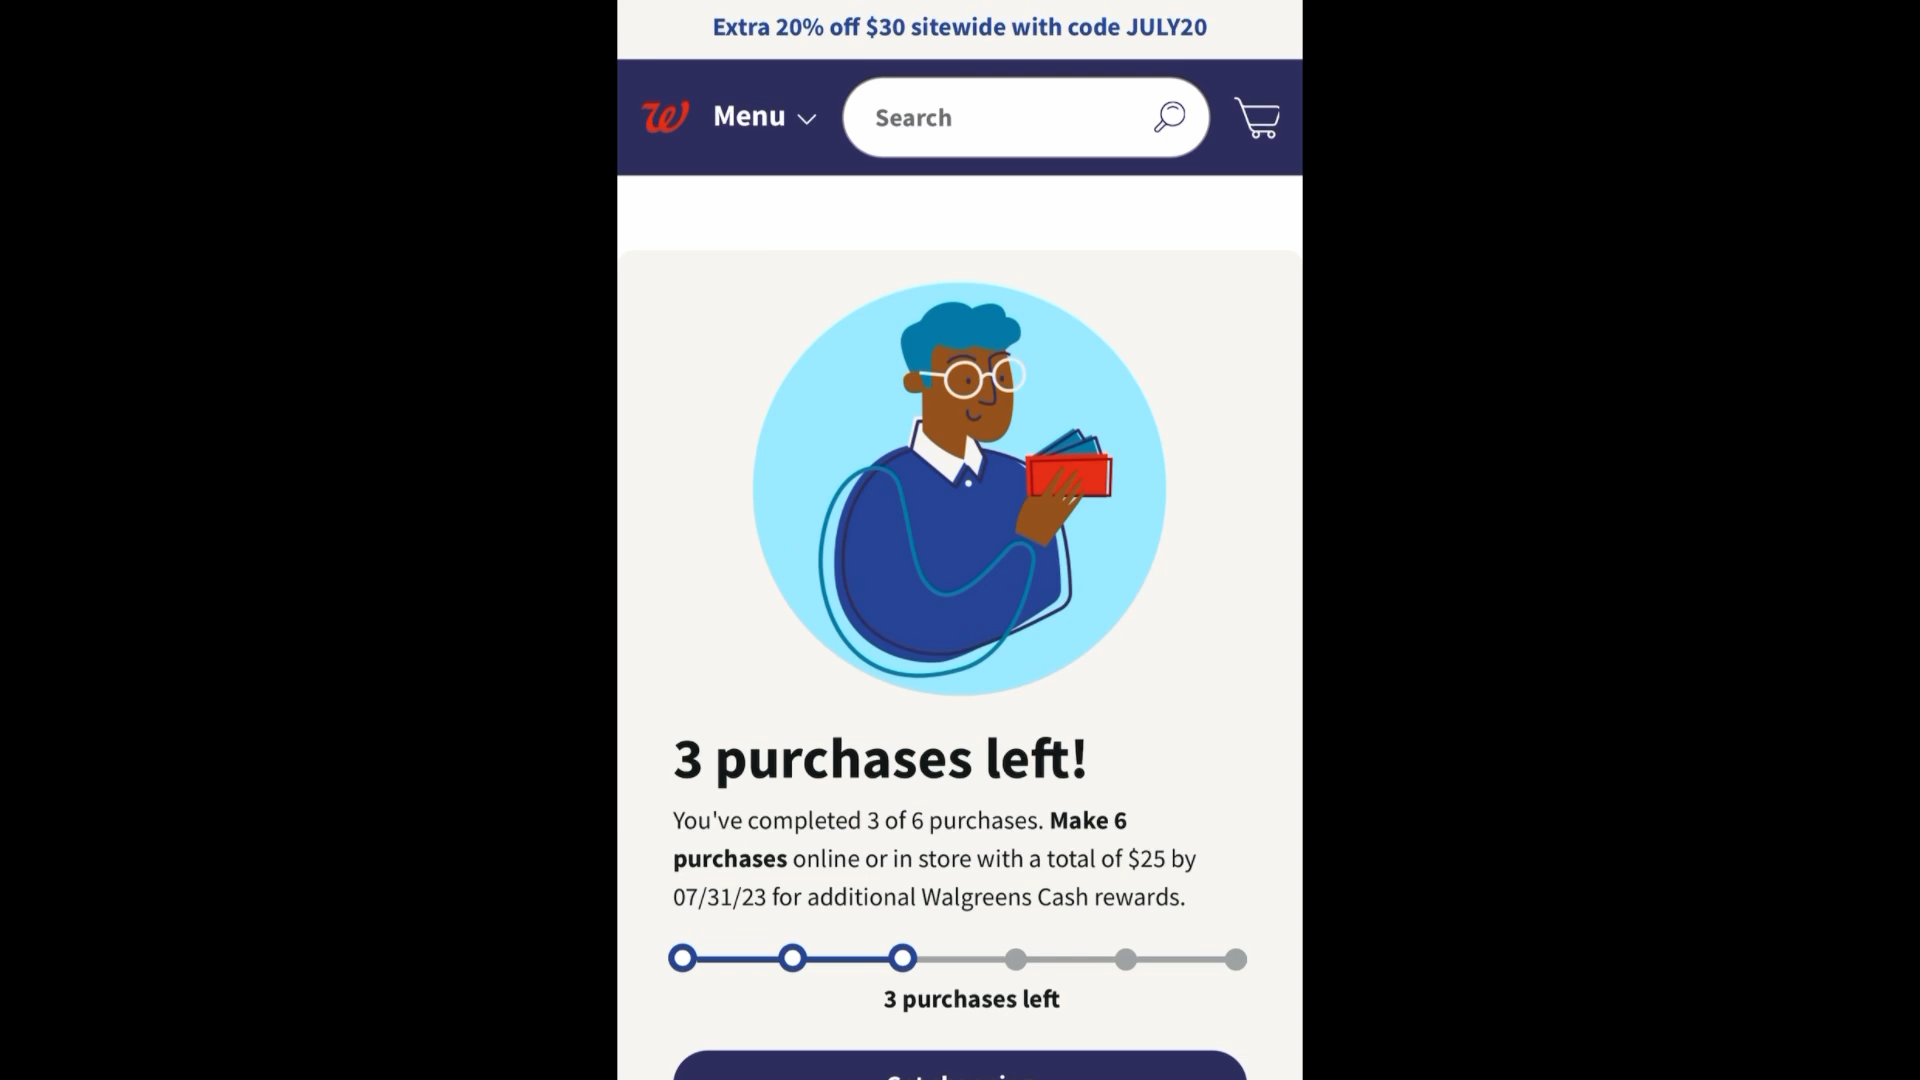 Extra 20% off $30 sitewide with code JULY20
Menu
Search
3 purchases left!
You've completed 3 of 6 purchases. Make 6
purchases online or in store with a total of $25 by
07/31/23 for additional Walgreens Cash rewards.
3 purchases left